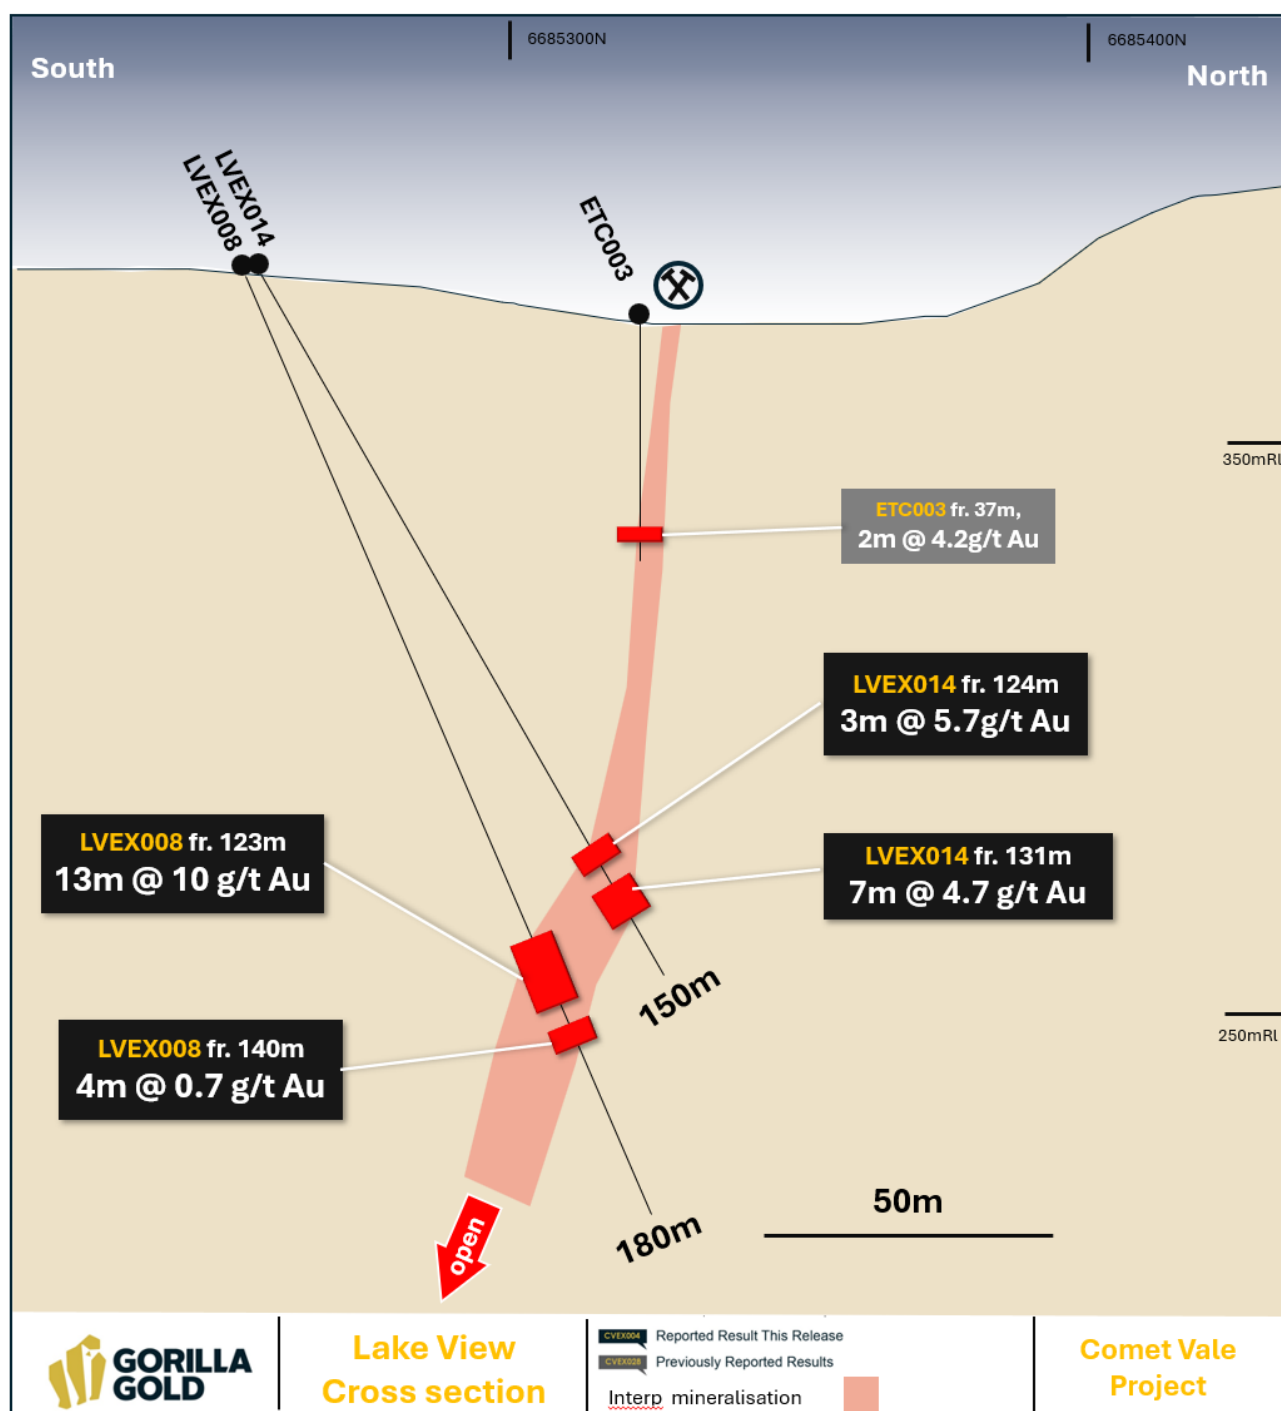 6685300N
6685400N
South
North
LVEX008
LVEX014
ETC003
350mRl
ETC003 fr. 37m,
2m @ 4.2g/t Au
LVEX014 fr. 124m
3m @ 5.7g/t Au
LVEX008 fr. 123m
13m @ 10 g/t Au
LVEX014 fr. 131m
7m @ 4.7 g/t Au
150m
250mRl
LVEX008 fr. 140m
4m @ 0.7 g/t Au
50m
180m
open
GORILLA
GOLD
Lake View
Cross section
CVEX004 Reported Result This Release
CVEX028 Previously Reported Results
Interp mineralisation
Comet Vale
Project